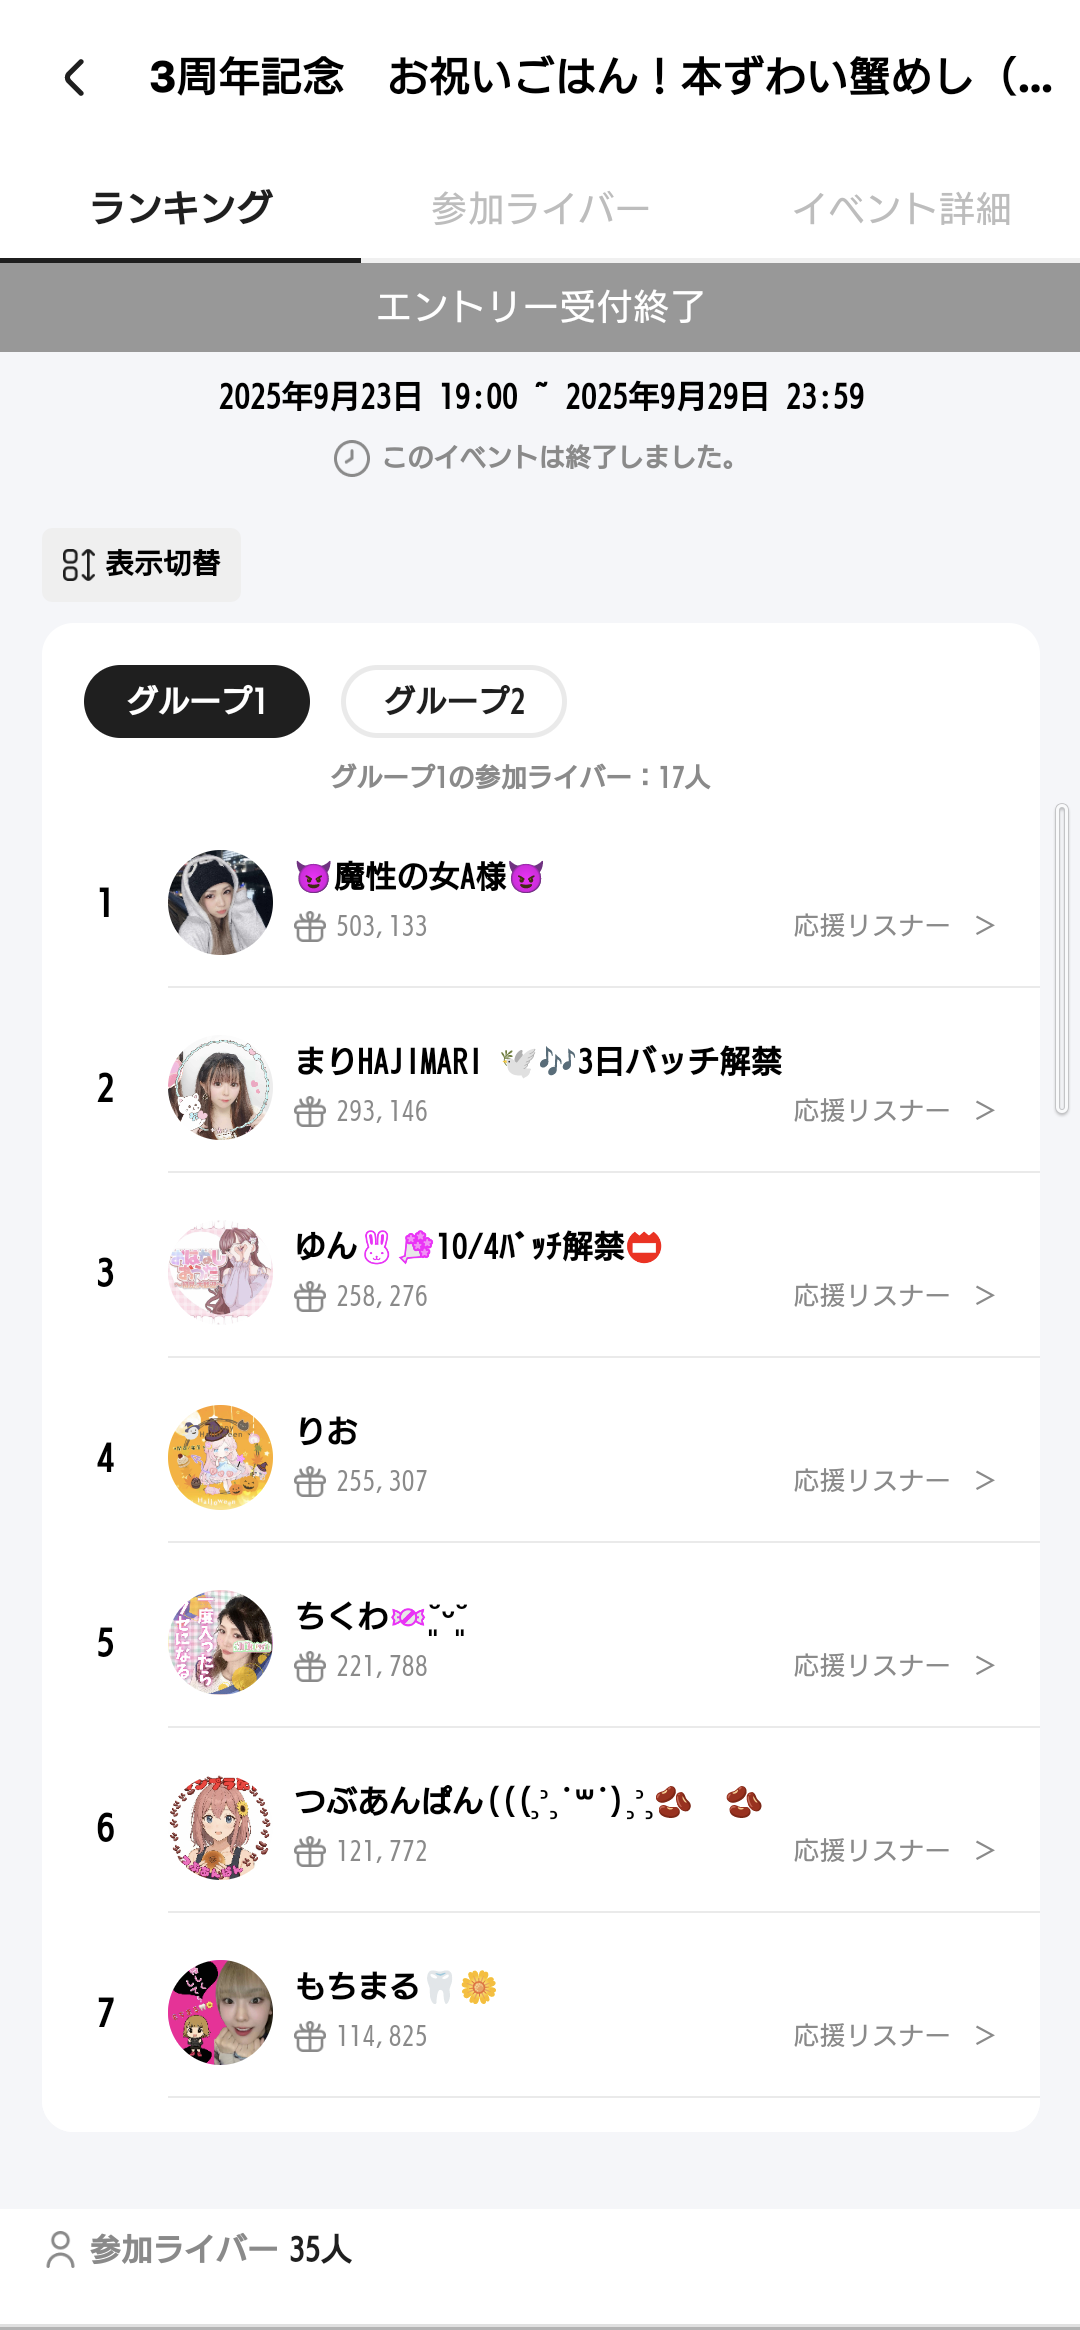 3周年記念　お祝いごはん！本ずわい蟹めし（...
ランキング
参加ライバー
イベント詳細
エントリー受付終了
2025年9月23日 19:00 ~ 2025年9月29日 23:59
このイベントは終了しました。
表示切替
グループ1
グループ2
グループ1の参加ライバー：17人
1
😈魔性の女A様😈
503,133
応援リスナー ＞
2
まりHAJIMARI 🕊️🎶3日バッチ解禁
293,146
応援リスナー ＞
3
ゆん🐰💐10/4ﾊﾞｯﾁ解禁📛
258,276
応援リスナー ＞
4
りお
255,307
応援リスナー ＞
5
ちくわ🍬ᵕ̈ ᵕ ᵕ̈
221,788
応援リスナー ＞
6
つぶあんぱん(((੭ु˙꒳˙)੭ु🫘　🫘
121,772
応援リスナー ＞
7
もちまる🦷🌼
114,825
応援リスナー ＞
参加ライバー 35人